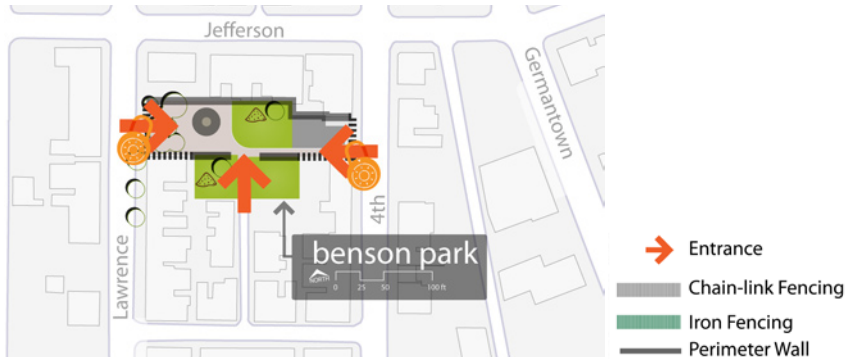 Jefferson
Germantown
Lawrence
4th
benson park
NORTH
0 25 50 100 ft
Entrance
Chain-link Fencing
Iron Fencing
Perimeter Wall